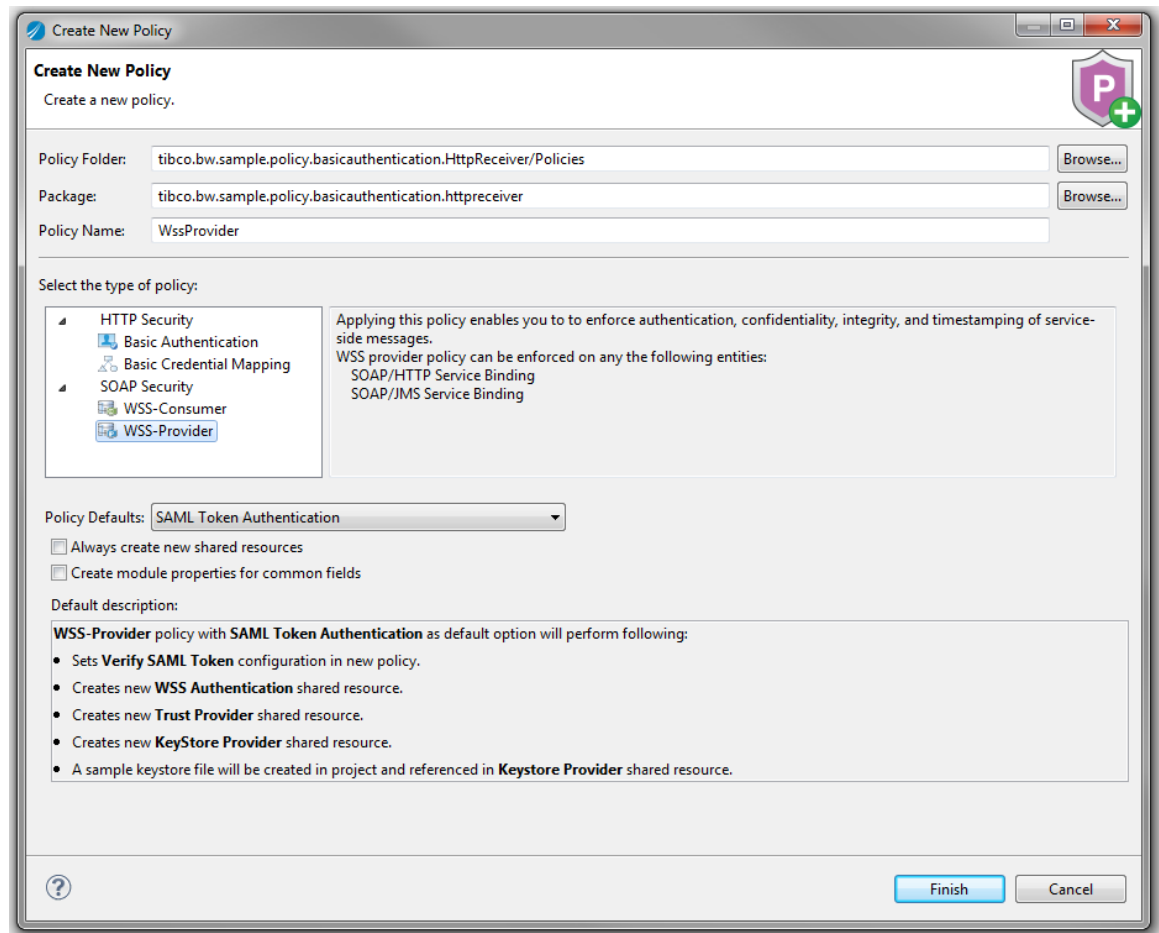 Create New Policy
Create New Policy
Create a new policy.
P
Policy Folder: tibco.bw.sample.policy.basicauthentication.HttpReceiver/Policies Browse...
Package: tibco.bw.sample.policy.basicauthentication.httpreceiver Browse...
Policy Name: WssProvider
Select the type of policy:
HTTP Security
Basic Authentication
Basic Credential Mapping
SOAP Security
WSS-Consumer
WSS-Provider
Applying this policy enables you to to enforce authentication, confidentiality, integrity, and timestamping of service-
side messages.
WSS provider policy can be enforced on any the following entities:
SOAP/HTTP Service Binding
SOAP/JMS Service Binding
Policy Defaults: SAML Token Authentication
Always create new shared resources
Create module properties for common fields
Default description:
WSS-Provider policy with SAML Token Authentication as default option will perform following:
• Sets Verify SAML Token configuration in new policy.
• Creates new WSS Authentication shared resource.
• Creates new Trust Provider shared resource.
• Creates new KeyStore Provider shared resource.
• A sample keystore file will be created in project and referenced in Keystore Provider shared resource.
? Finish Cancel